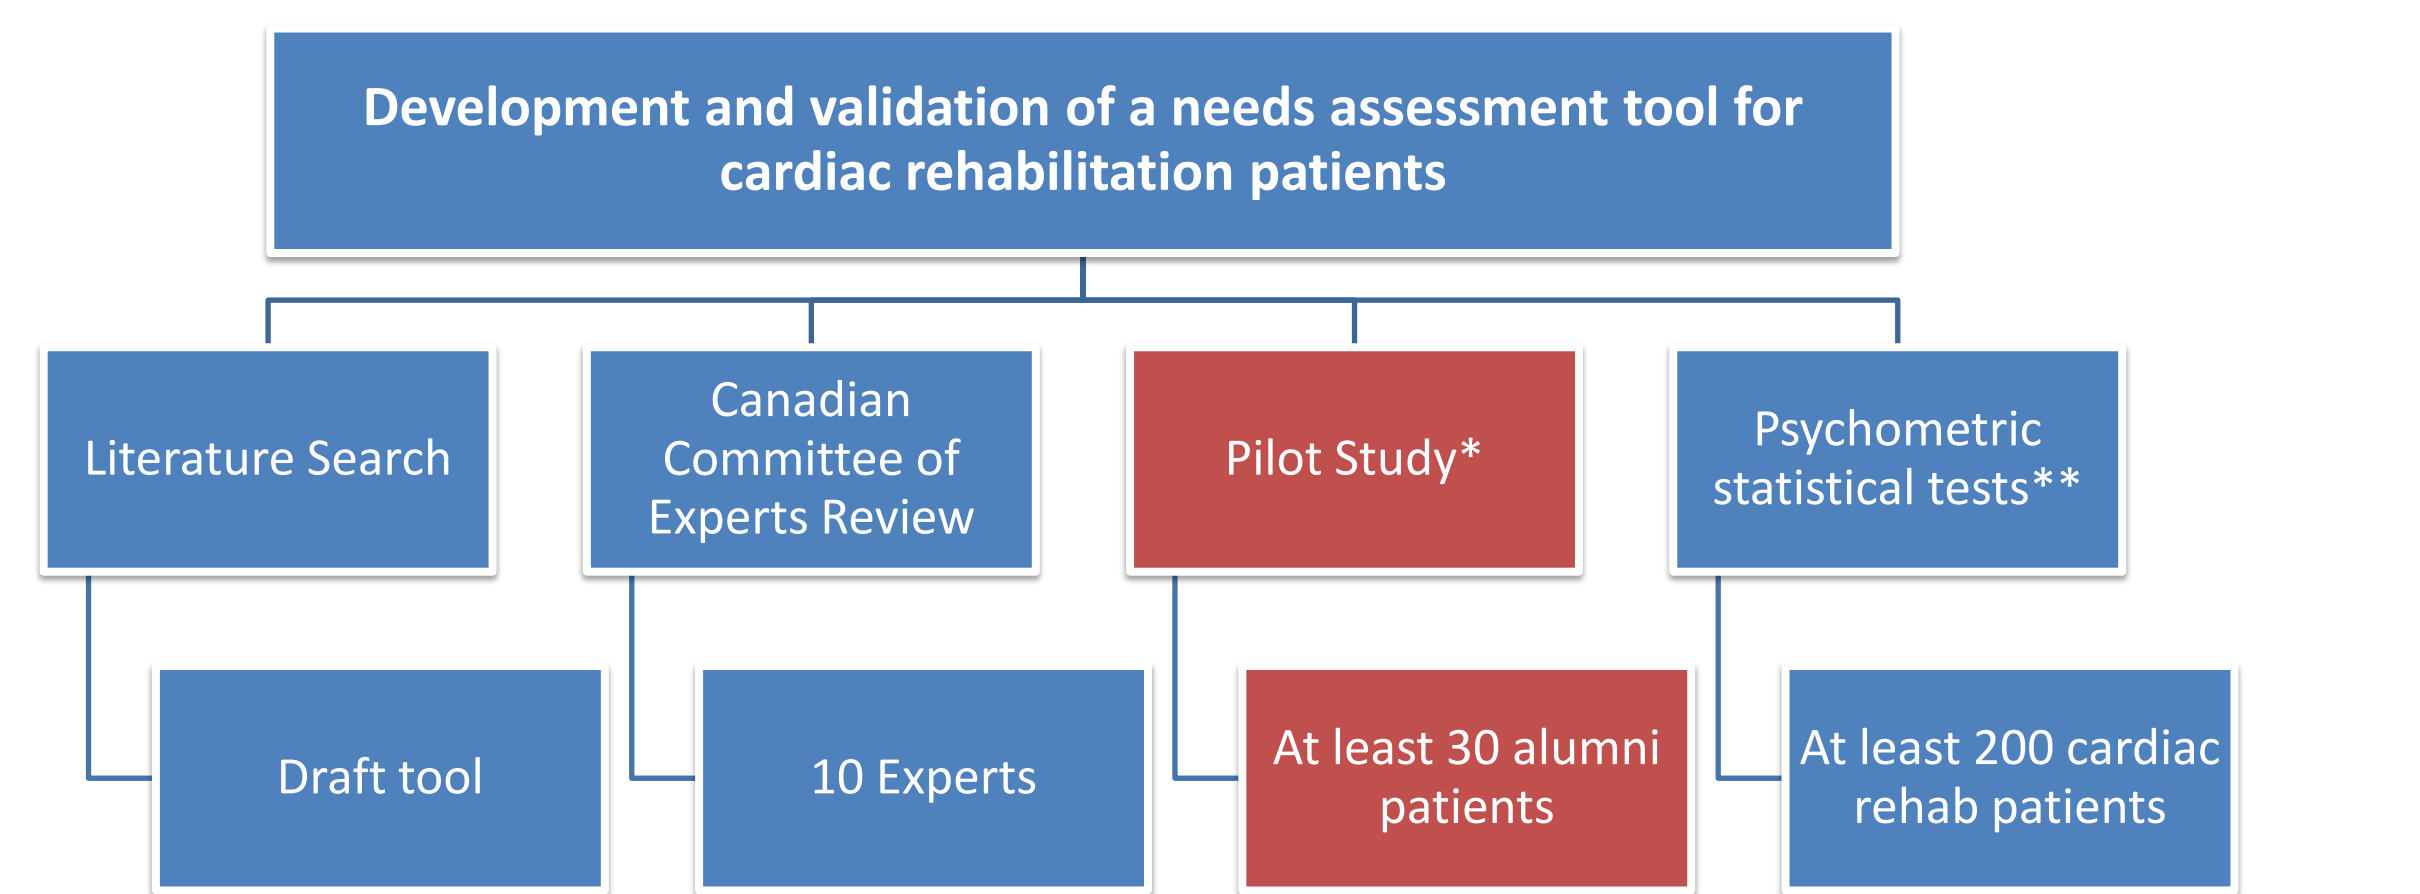 Development and validation of a needs assessment tool for
cardiac rehabilitation patients
Literature Search
Canadian
Committee of
Experts Review
Pilot Study*
Psychometric
statistical tests**
Draft tool
10 Experts
At least 30 alumni
patients
At least 200 cardiac
rehab patients